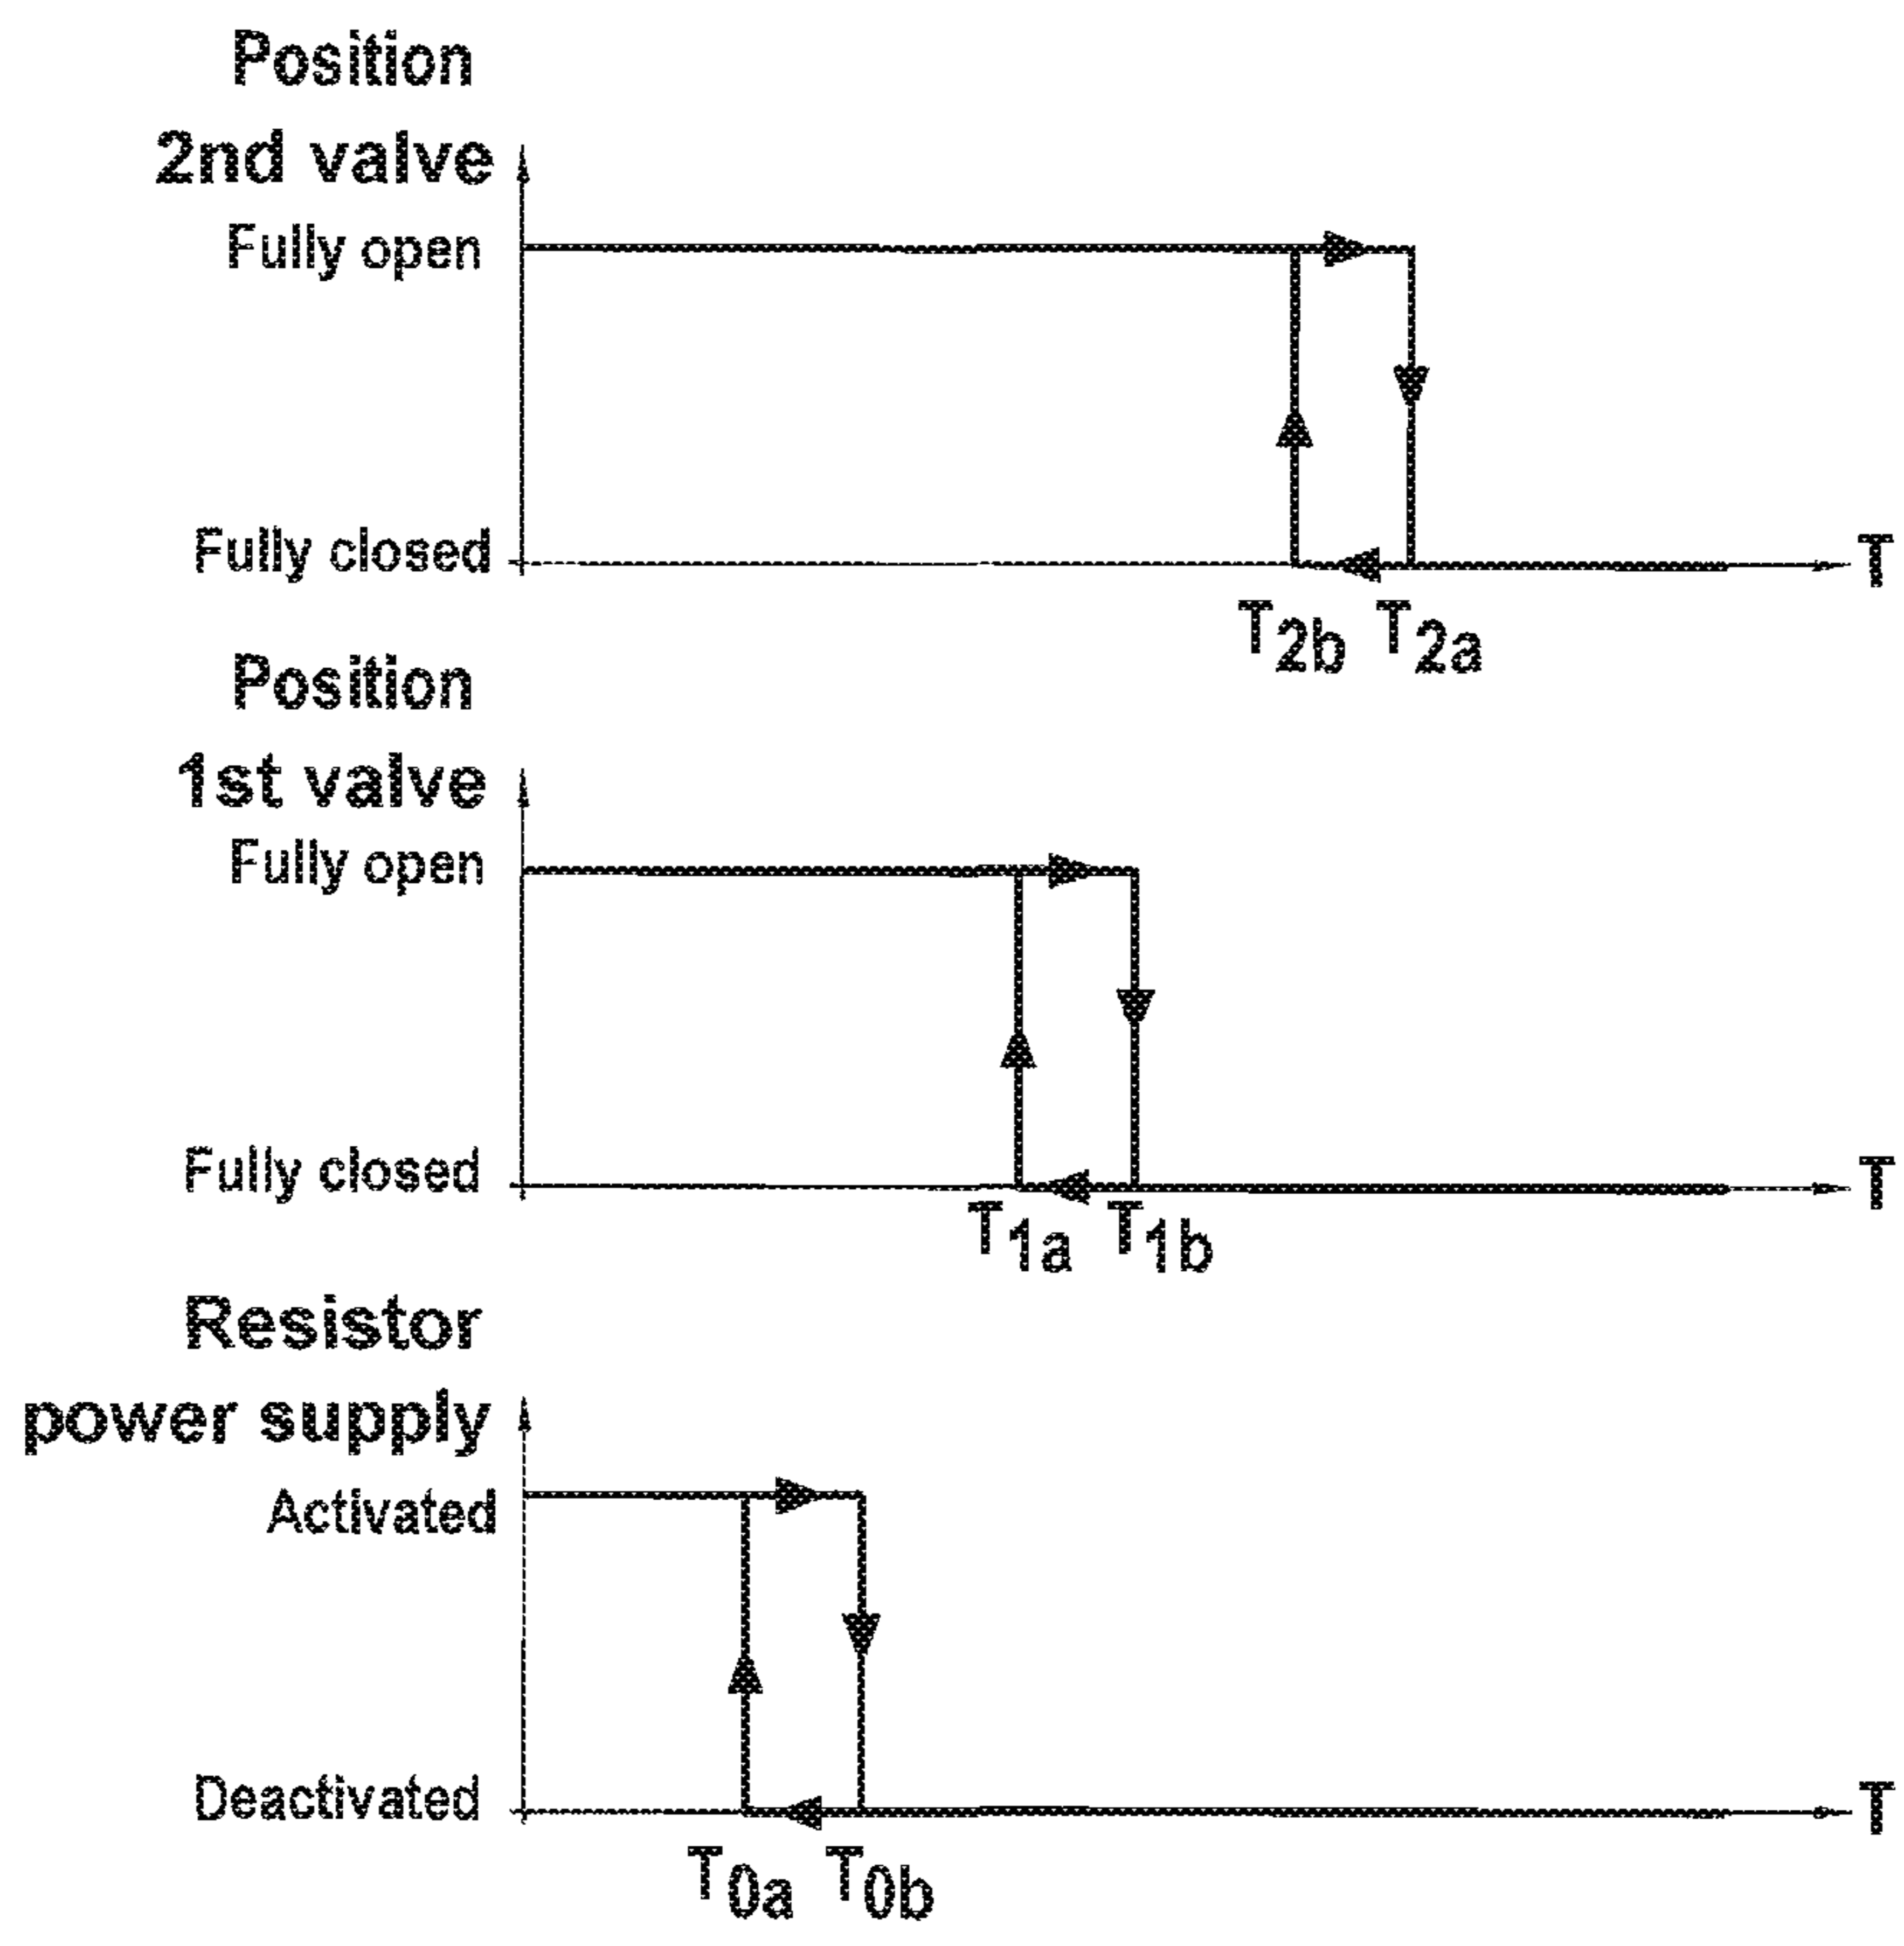 Position
2nd valve
Fully open
Fully closed
T
T2b T2a
Position
1st valve
Fully open
Fully closed
T
T1a T1b
Resistor
power supply
Activated
Deactivated
T
T0a T0b